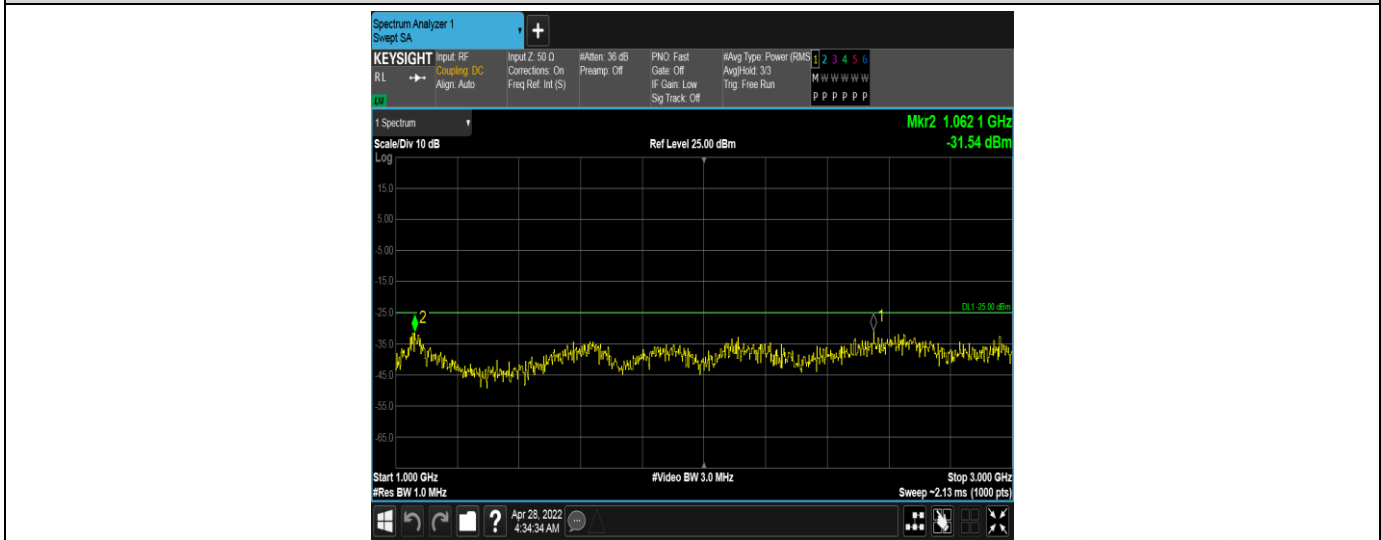 Spectrum Analyzer 1
Swept SA
+
KEYSIGHT Input: RF Input Z: 50 Ω #Atten: 36 dB PNO: Fast #Avg Type: Power (RMS 1 2 3 4 5 6
RL Coupling: DC Corrections: On Preamp: Off Gate: Off Avg|Hold: 3/3 M W W W W W
Align: Auto Freq Ref: Int (S) IF Gain: Low Trig: Free Run
Sig Track: Off P P P P P P
1 Spectrum Mkr2 1.062 1 GHz
Scale/Div 10 dB Ref Level 25.00 dBm -31.54 dBm
Log
15.0
5.00
-5.00
-15.0
DL1 -25.00 dBm
-25.0 2 1
-35.0
-45.0
-55.0
-65.0
Start 1.000 GHz #Video BW 3.0 MHz Stop 3.000 GHz
#Res BW 1.0 MHz Sweep ~2.13 ms (1000 pts)
? Apr 28, 2022
4:34:34 AM